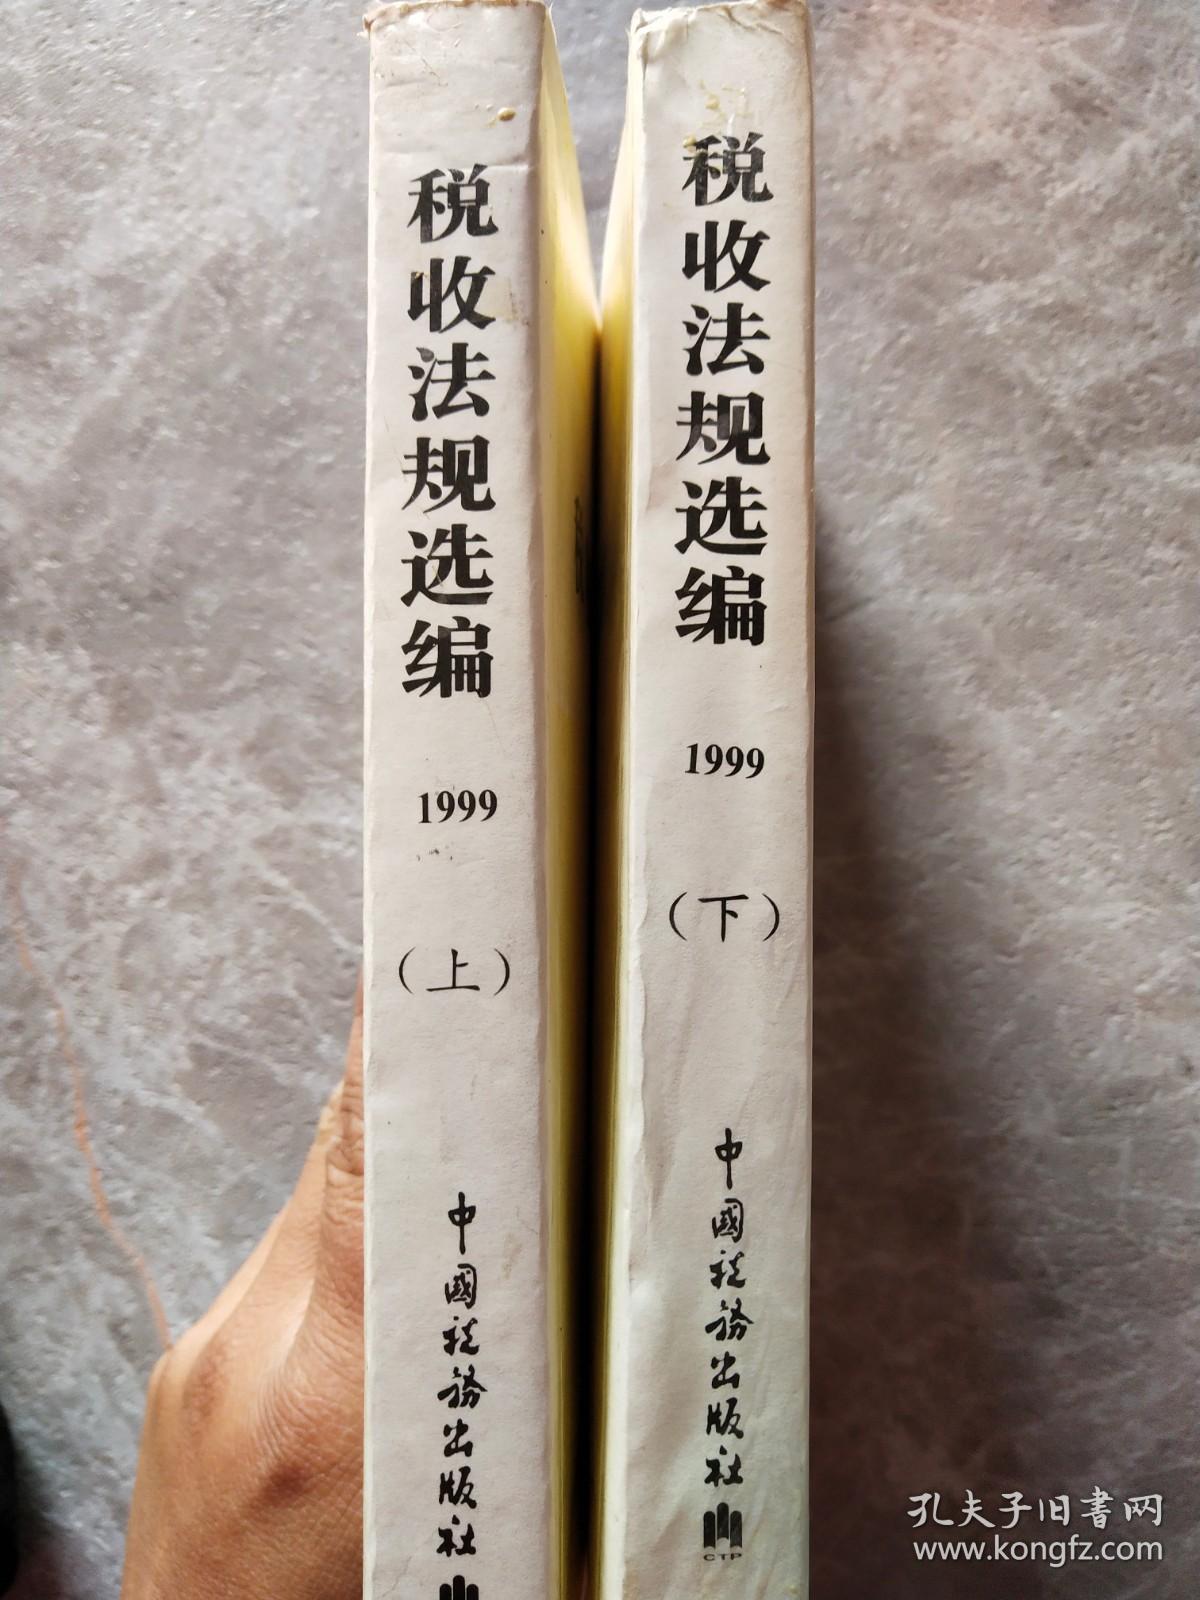 税收法规选编
1999
（上）
中國税務出版社
税收法规选编
1999
（下）
中國税務出版社
CTP
孔夫子旧書网
www.kongfz.com